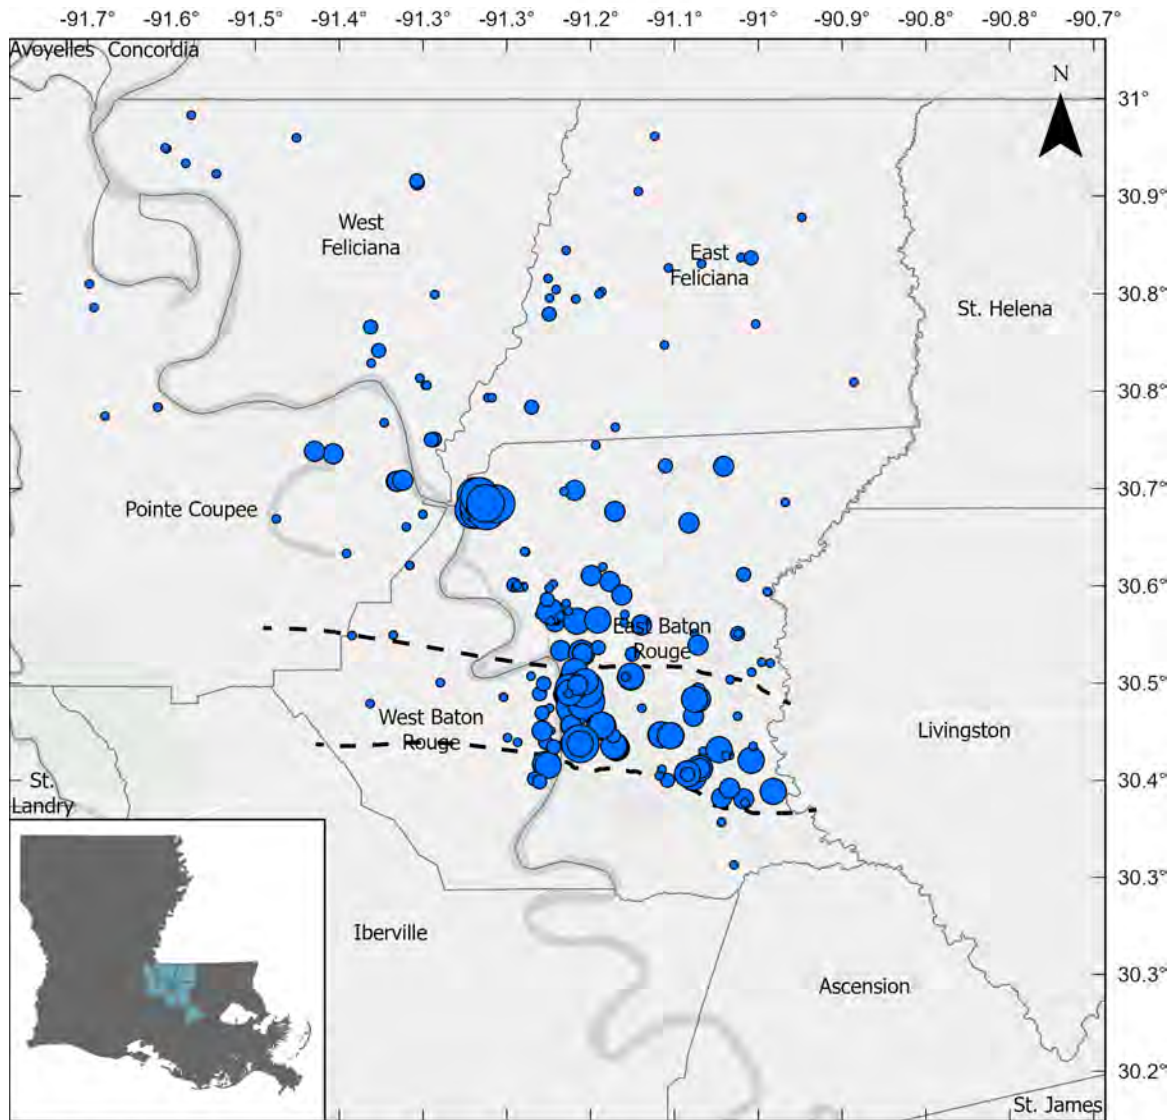 -91.7° -91.6° -91.5° -91.4° -91.3° -91.3° -91.2° -91.1° -91° -90.9° -90.8° -90.8° -90.7°
Avoyelles Concordia
N
31°
30.9°
West
Feliciana
East
Feliciana
30.8°
St. Helena
30.8°
30.7°
Pointe Coupee
30.6°
East Baton
Rouge
30.5°
West Baton
Rouge
Livingston
30.4°
St.
Landry
30.3°
Iberville
30.3°
Ascension
30.2°
St. James